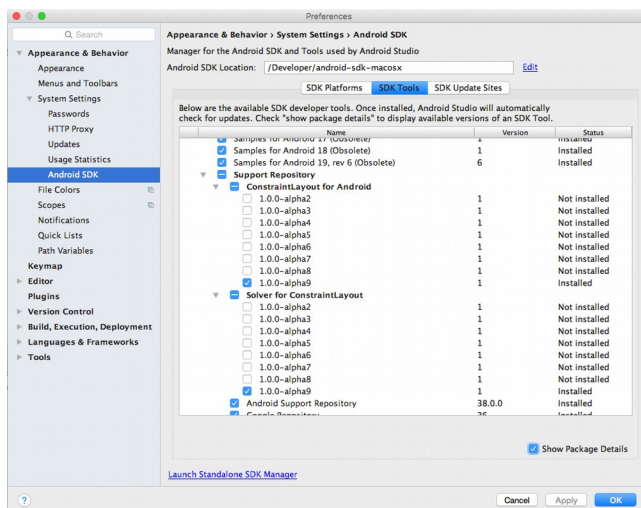 Preferences
Search
Appearance & Behavior
Appearance
Menus and Toolbars
System Settings
Passwords
HTTP Proxy
Updates
Usage Statistics
Android SDK
File Colors
Scopes
Notifications
Quick Lists
Path Variables
Keymap
Editor
Plugins
Version Control
Build, Execution, Deployment
Languages & Frameworks
Tools
Appearance & Behavior › System Settings › Android SDK
Manager for the Android SDK and Tools used by Android Studio
Android SDK Location: /Developer/android-sdk-macosx Edit
SDK Platforms SDK Tools SDK Update Sites
Below are the available SDK developer tools. Once installed, Android Studio will automatically
check for updates. Check "show package details" to display available versions of an SDK Tool.
Name Version Status
Samples for Android 17 (Obsolete) 1 Installed
Samples for Android 18 (Obsolete) 1 Installed
Samples for Android 19, rev 6 (Obsolete) 6 Installed
Support Repository
ConstraintLayout for Android
1.0.0-alpha2 1 Not installed
1.0.0-alpha3 1 Not installed
1.0.0-alpha4 1 Not installed
1.0.0-alpha5 1 Not installed
1.0.0-alpha6 1 Not installed
1.0.0-alpha7 1 Not installed
1.0.0-alpha8 1 Not installed
1.0.0-alpha9 1 Installed
Solver for ConstraintLayout
1.0.0-alpha2 1 Not installed
1.0.0-alpha3 1 Not installed
1.0.0-alpha4 1 Not installed
1.0.0-alpha5 1 Not installed
1.0.0-alpha6 1 Not installed
1.0.0-alpha7 1 Not installed
1.0.0-alpha8 1 Not installed
1.0.0-alpha9 1 Installed
Android Support Repository 38.0.0 Installed
Google Repository 36 Installed
Show Package Details
Launch Standalone SDK Manager
? Cancel Apply OK